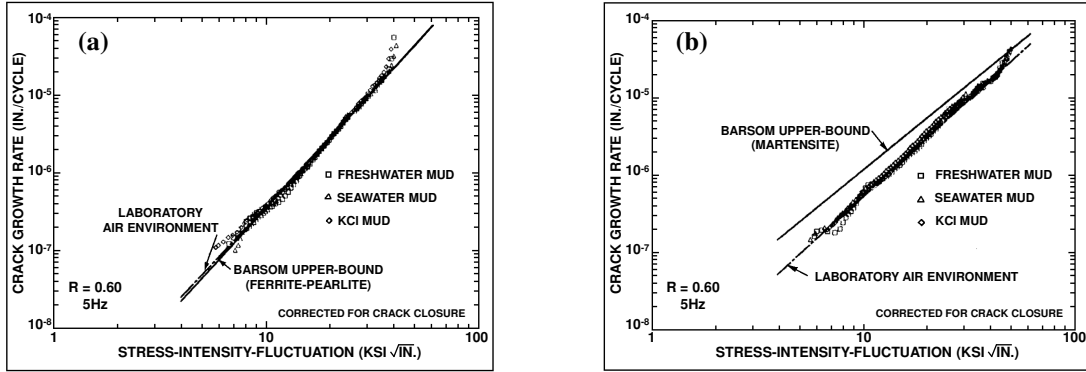 (a)
CRACK GROWTH RATE (IN./CYCLE)
10-4
10-5
10-6
10-7
10-8
FRESHWATER MUD
SEAWATER MUD
KCl MUD
LABORATORY
AIR ENVIRONMENT
BARSOM UPPER-BOUND
(FERRITE-PEARLITE)
R = 0.60
5Hz
CORRECTED FOR CRACK CLOSURE
1
10
100
STRESS-INTENSITY-FLUCTUATION (KSI √IN.)
(b)
CRACK GROWTH RATE (IN./CYCLE)
10-4
10-5
10-6
10-7
10-8
BARSOM UPPER-BOUND
(MARTENSITE)
FRESHWATER MUD
SEAWATER MUD
KCl MUD
LABORATORY AIR ENVIRONMENT
R = 0.60
5Hz
CORRECTED FOR CRACK CLOSURE
1
10
100
STRESS-INTENSITY-FLUCTUATION (KSI √IN.)